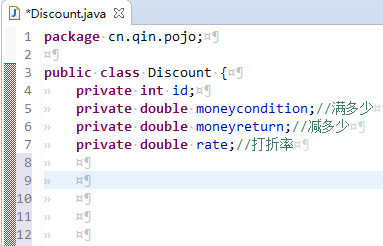 *Discount.java
1 package cn.qin.pojo;
2
3 public class Discount {
4 private int id;
5 private double moneycondition;//满多少
6 private double moneyreturn;//减多少
7 private double rate;//打折率
8
9
10
11
12